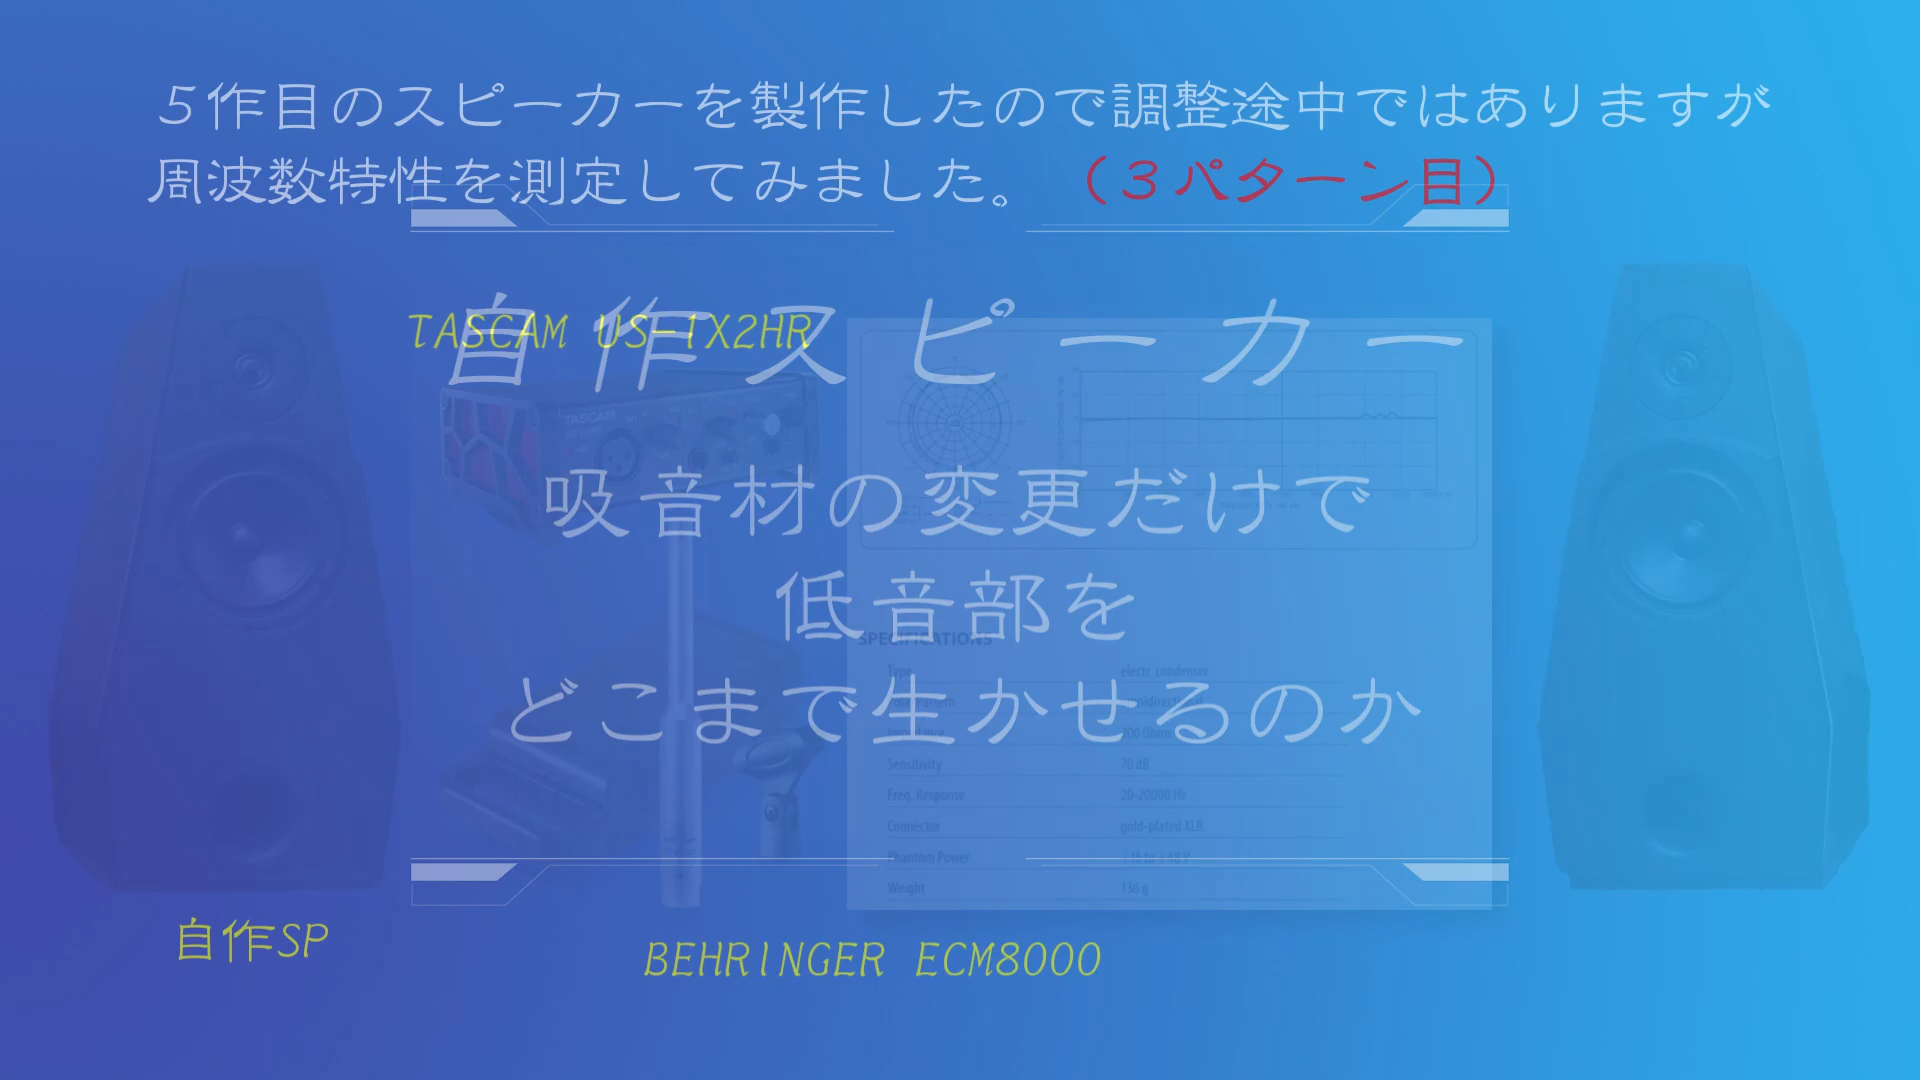 ５作目のスピーカーを製作したので調整途中ではありますが
周波数特性を測定してみました。（３パターン目）
自作スピーカー
TASCAM US-1X2HR
TASCAM
吸音材の変更だけで
低音部を
どこまで生かせるのか
SPECIFICATIONS
Type electr. condenser
Sensitivity 70 dB
Freq. Response 20-20000 Hz
Connector gold-plated XLR
Phantom Power +15 to +48 V
Weight 136 g
自作SP
BEHRINGER ECM8000